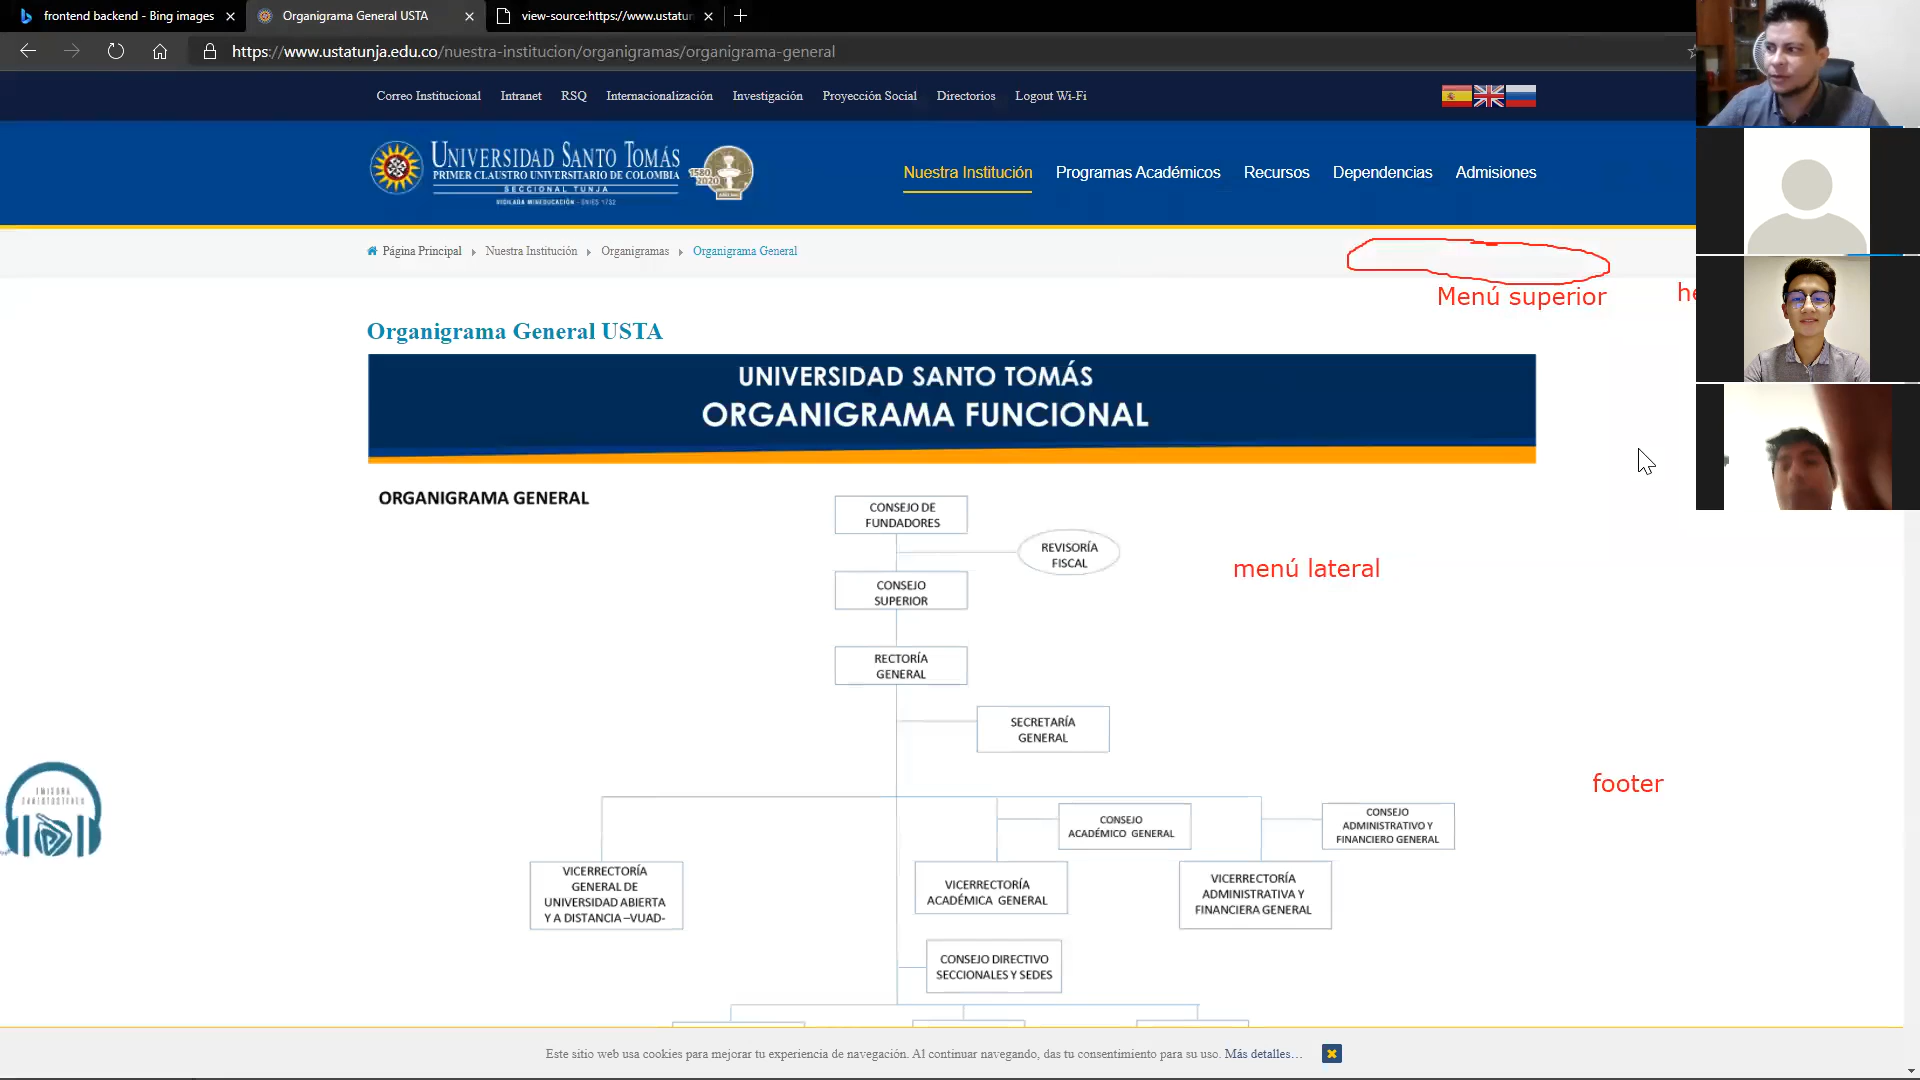 frontend backend - Bing images
Organigrama General USTA
view-source:https://www.ustatun
https://www.ustatunja.edu.co/nuestra-institucion/organigramas/organigrama-general
Correo Institucional Intranet RSQ Internacionalización Investigación Proyección Social Directorios Logout Wi-Fi
UNIVERSIDAD SANTO TOMÁS
PRIMER CLAUSTRO UNIVERSITARIO DE COLOMBIA
SECCIONAL TUNJA
VIGILADA MINEDUCACIÓN - SNIES 1732
1580
2020
Nuestra Institución Programas Académicos Recursos Dependencias Admisiones
Página Principal Nuestra Institución Organigramas Organigrama General
Menú superior
he
Organigrama General USTA
UNIVERSIDAD SANTO TOMÁS
ORGANIGRAMA FUNCIONAL
ORGANIGRAMA GENERAL
CONSEJO DE
FUNDADORES
REVISORÍA
FISCAL
menú lateral
CONSEJO
SUPERIOR
RECTORÍA
GENERAL
SECRETARÍA
GENERAL
footer
CONSEJO
ACADÉMICO GENERAL
CONSEJO
ADMINISTRATIVO Y
FINANCIERO GENERAL
VICERRECTORÍA
GENERAL DE
UNIVERSIDAD ABIERTA
Y A DISTANCIA –VUAD-
VICERRECTORÍA
ACADÉMICA GENERAL
VICERRECTORÍA
ADMINISTRATIVA Y
FINANCIERA GENERAL
CONSEJO DIRECTIVO
SECCIONALES Y SEDES
Este sitio web usa cookies para mejorar tu experiencia de navegación. Al continuar navegando, das tu consentimiento para su uso. Más detalles…